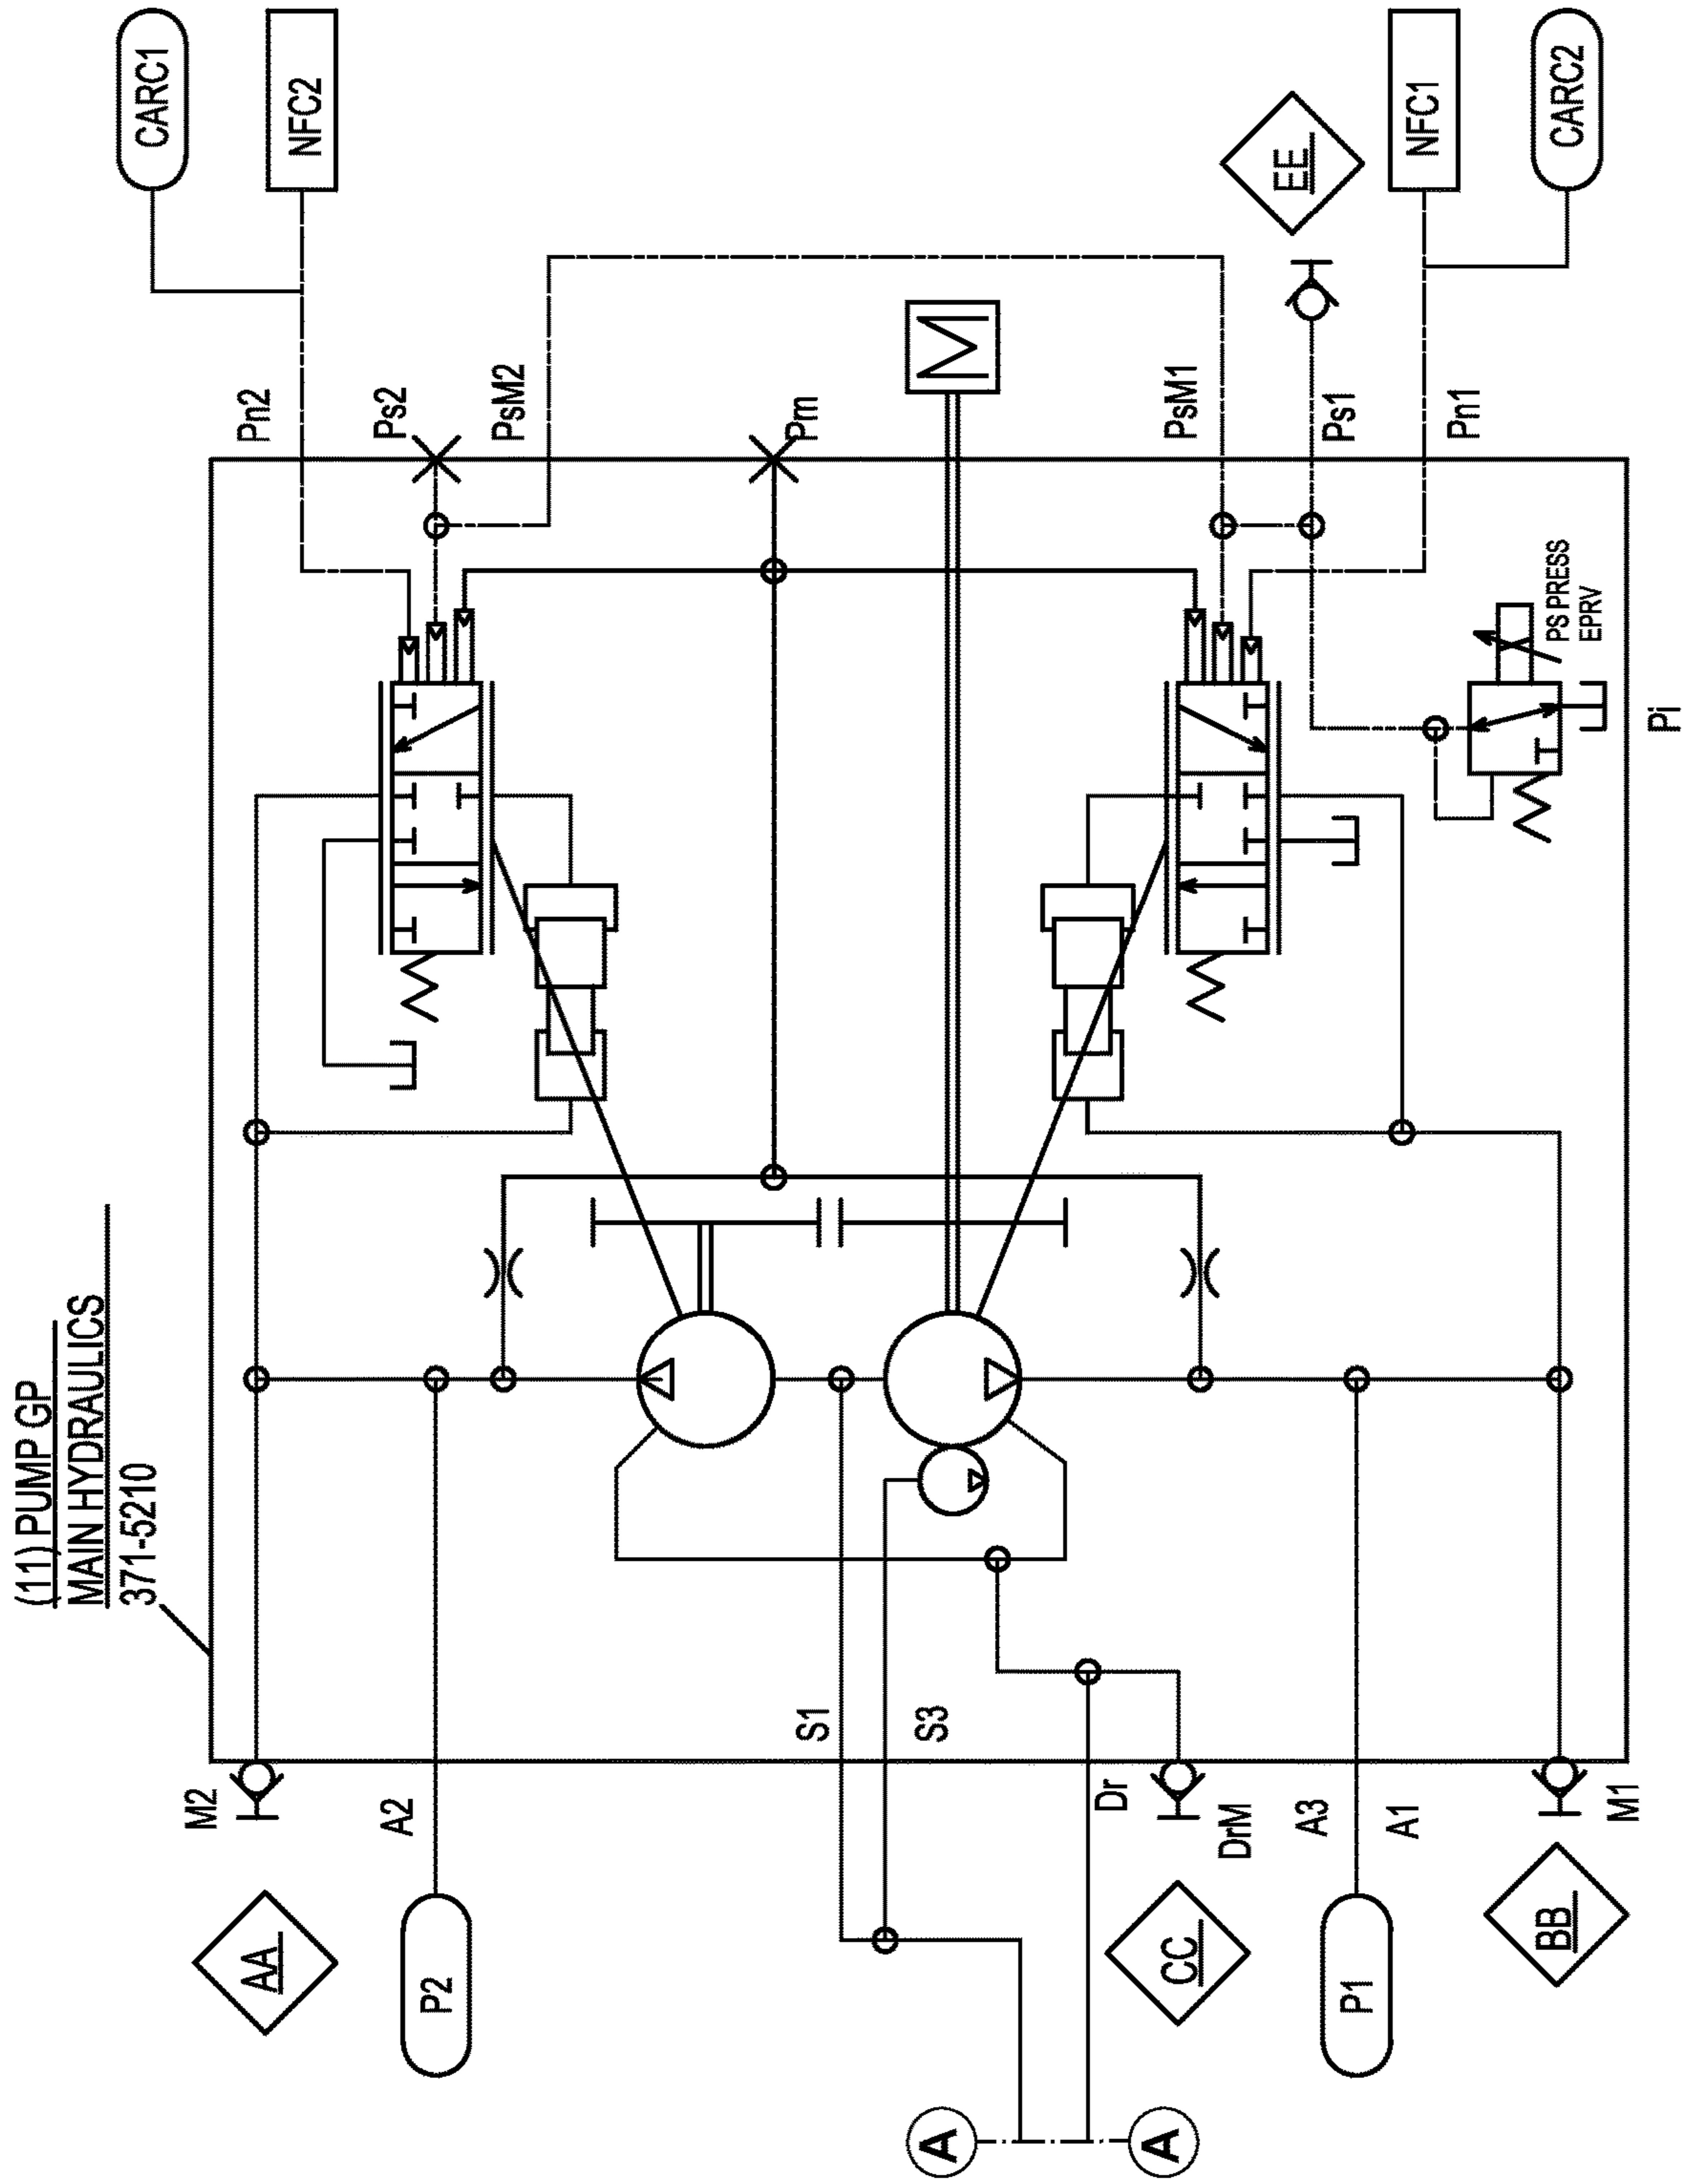 (11) PUMP GP
MAIN HYDRAULICS
371-5210
CARC1
NFC2
EE
NFC1
CARC2
Pn2
Ps2
PsM2
Pm
M
PsM1
Ps1
Pn1
PS PRESS
EPRV
Pi
S1
S3
M2
A2
Dr
DrM
A3
A1
M1
AA
P2
CC
P1
BB
A
A